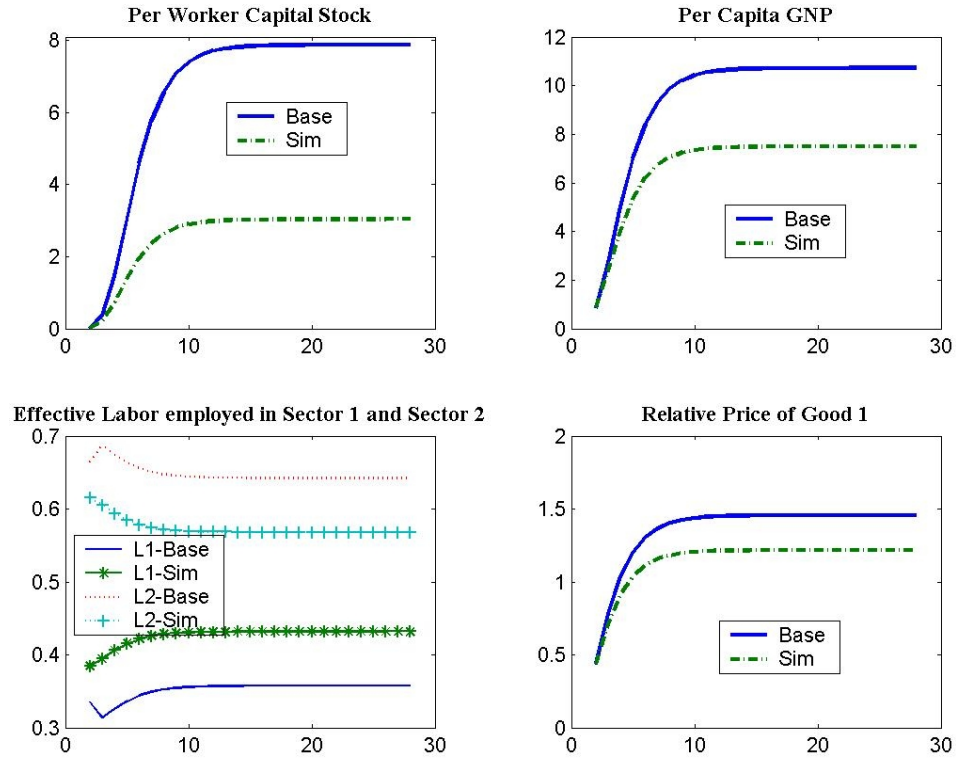 Per Worker Capital Stock
8
6
4
2
0
0
10
20
30
Base
Sim
Per Capita GNP
12
10
8
6
4
2
0
0
10
20
30
Base
Sim
Effective Labor employed in Sector 1 and Sector 2
0.7
0.6
0.5
0.4
0.3
0
10
20
30
L1-Base
L1-Sim
L2-Base
L2-Sim
Relative Price of Good 1
2
1.5
1
0.5
0
0
10
20
30
Base
Sim